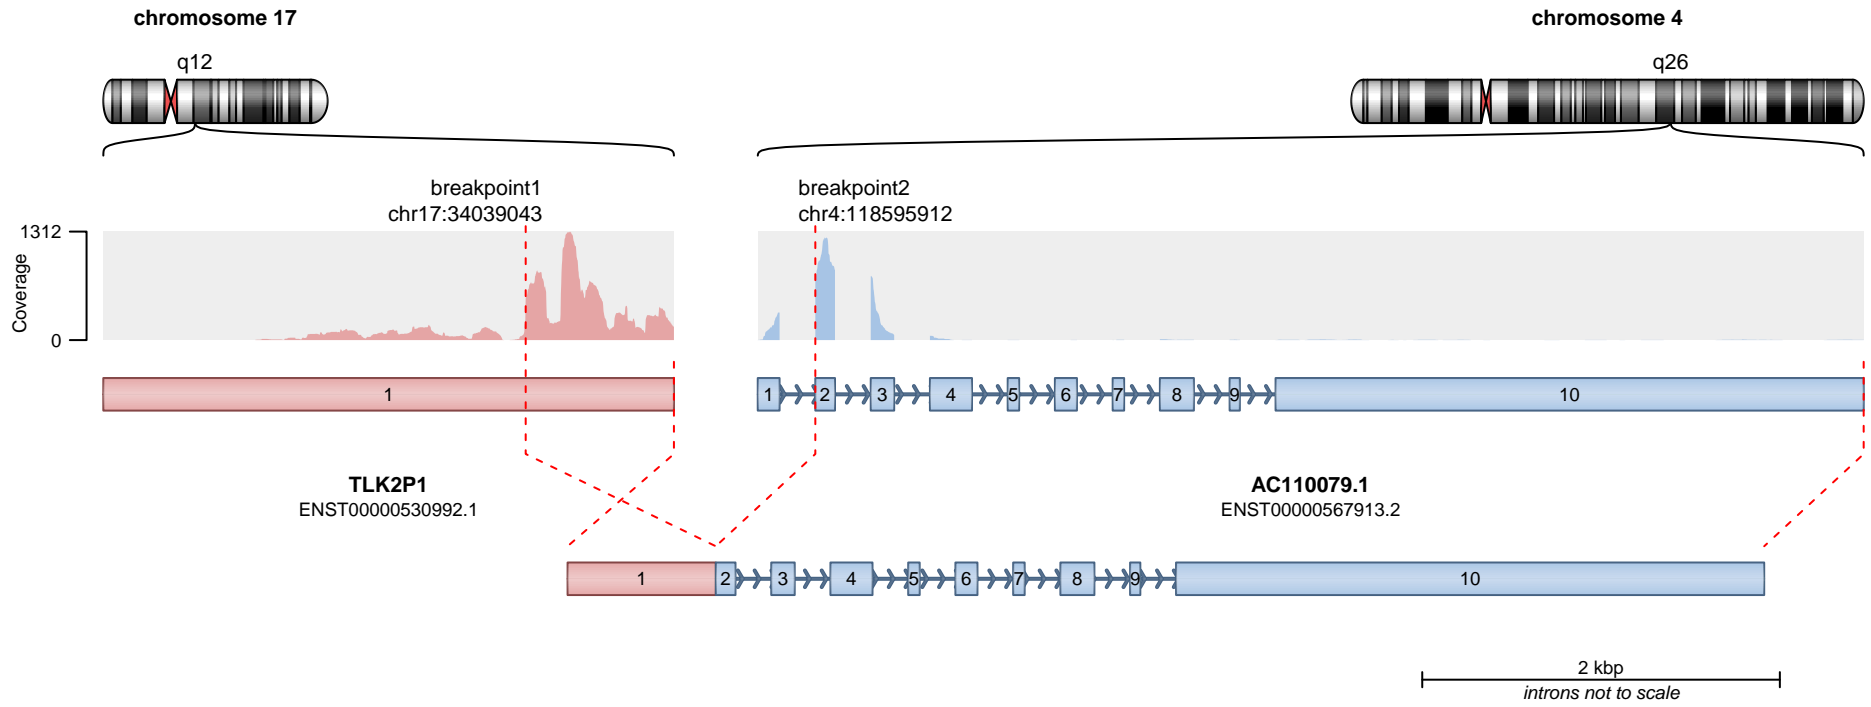 chromosome 17
chromosome 4
q12
q26
breakpoint1
chr17:34039043
breakpoint2
chr4:118595912
1312
Coverage
0
1
1 2 3 4 5 6 7 8 9 10
TLK2P1
ENST00000530992.1
AC110079.1
ENST00000567913.2
1 2 3 4 5 6 7 8 9 10
2 kbp
introns not to scale